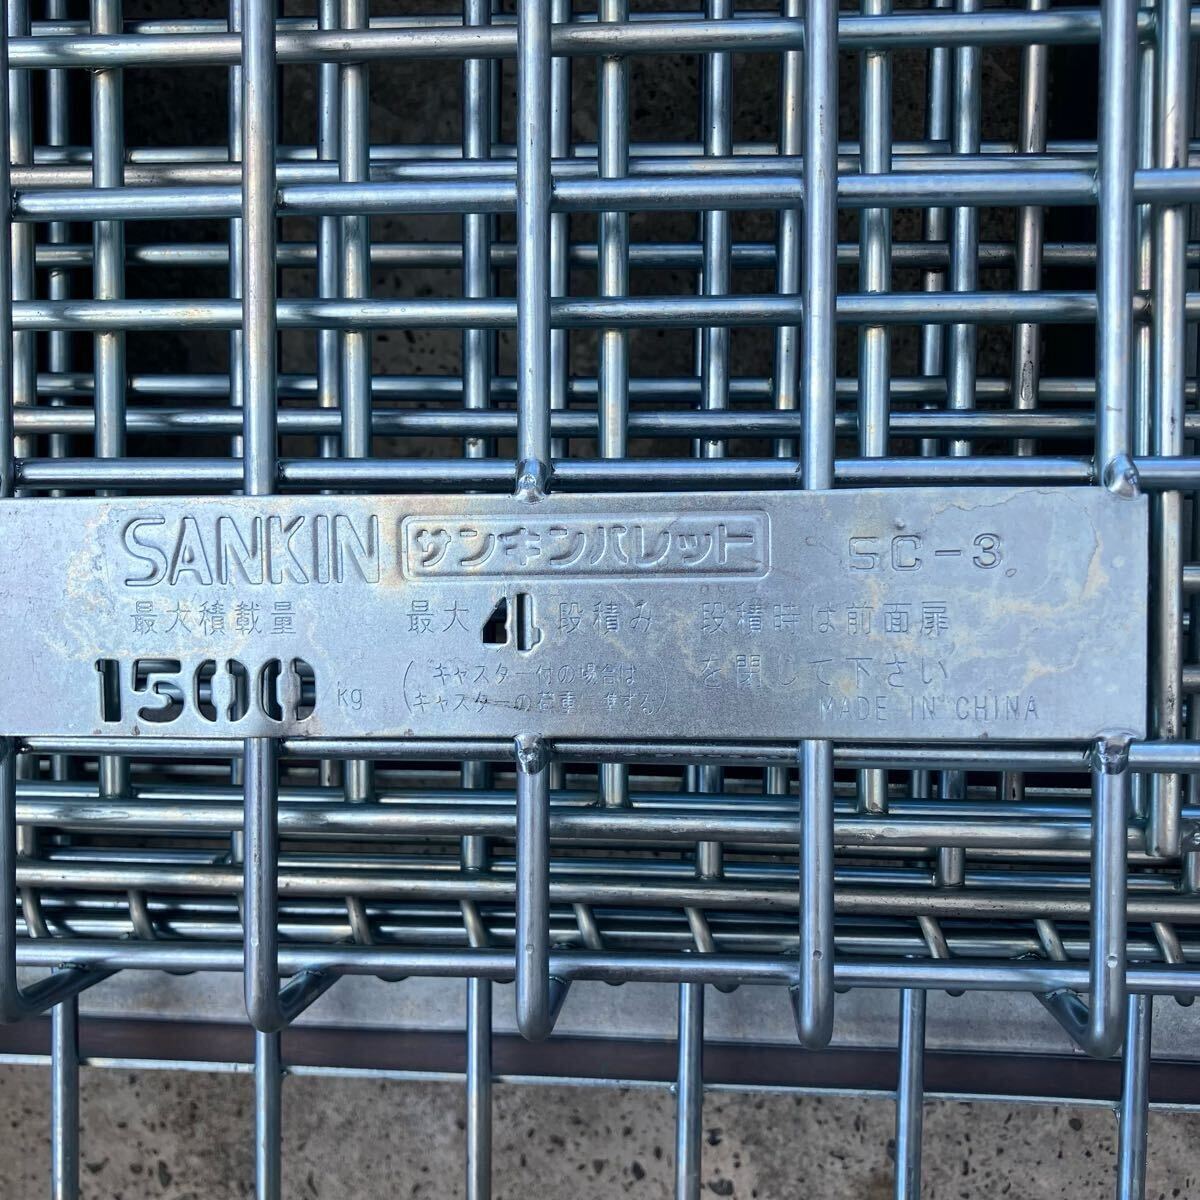 SANKIN サンキンパレット SC-3
最大積載量 1500 kg
最大 4 段積み
(キャスター付の場合は
キャスターの荷重 準ずる)
段積時は前面扉
を閉じて下さい
MADE IN CHINA